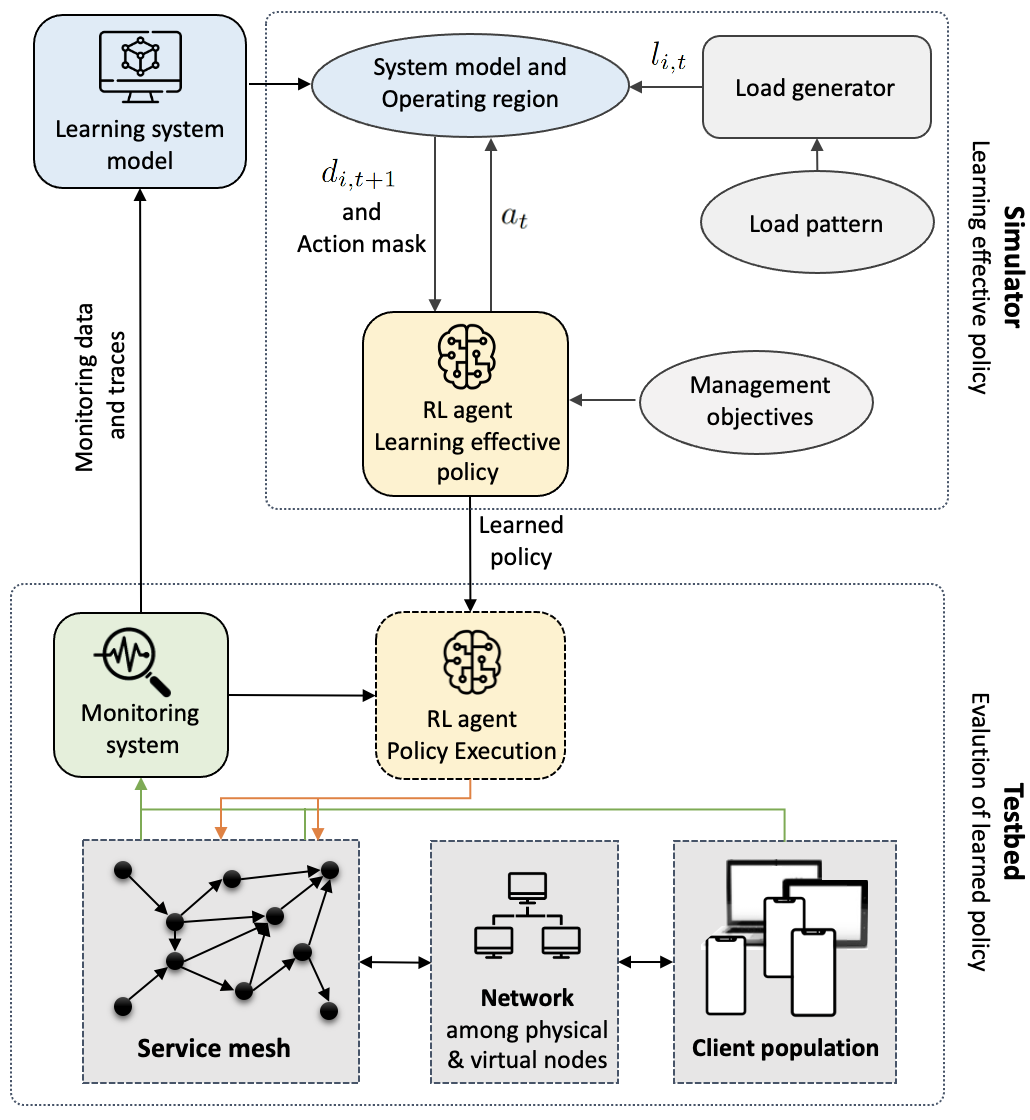 Learning system
model
System model and
Operating region
l_{i,t}
Load generator
Load pattern
d_{i,t+1}
and
Action mask
a_t
RL agent
Learning effective
policy
Management
objectives
Simulator
Learning effective policy
Monitoring data
and traces
Learned
policy
Monitoring
system
RL agent
Policy Execution
Testbed
Evalution of learned policy
Service mesh
Network
among physical
& virtual nodes
Client population